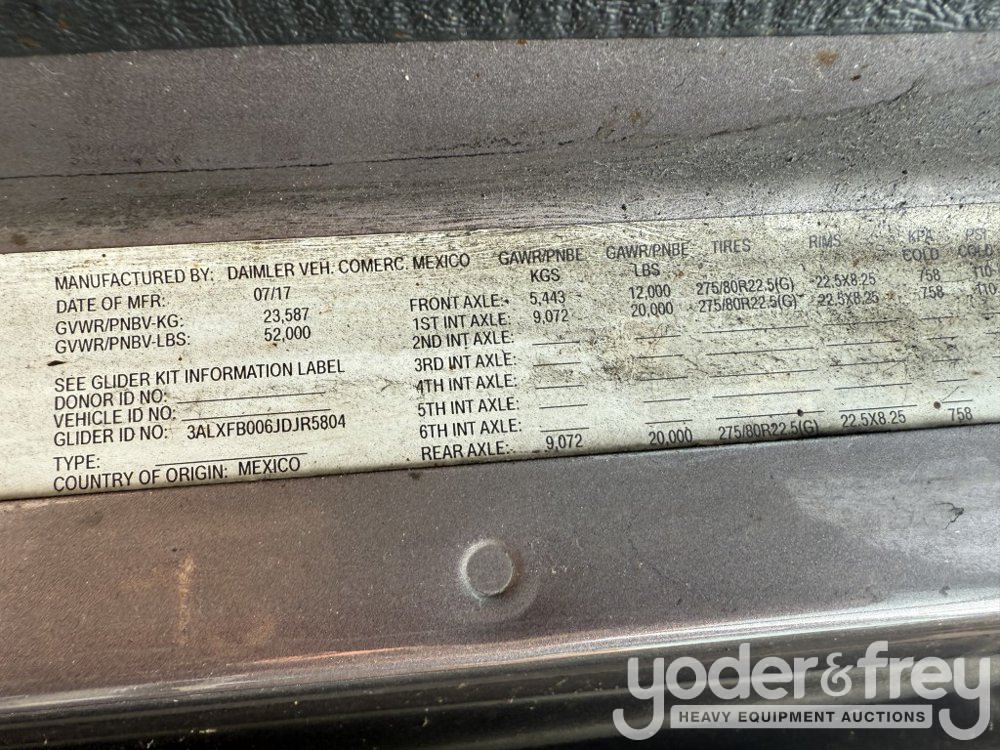 MANUFACTURED BY: DAIMLER VEH. COMERC. MEXICO
DATE OF MFR: 07/17
GVWR/PNBV-KG: 23,587
GVWR/PNBV-LBS: 52,000
SEE GLIDER KIT INFORMATION LABEL
DONOR ID NO:
VEHICLE ID NO:
GLIDER ID NO: 3ALXFB006JDJR5804
TYPE:
COUNTRY OF ORIGIN: MEXICO
GAWR/PNBE KGS GAWR/PNBE LBS TIRES RIMS KPA COLD PSI COLD
FRONT AXLE: 5,443 12,000 275/80R22.5(G) 22.5X8.25 758 110
1ST INT AXLE: 9,072 20,000 275/80R22.5(G) 22.5X8.25 758 110
2ND INT AXLE:
3RD INT AXLE:
4TH INT AXLE:
5TH INT AXLE:
6TH INT AXLE:
REAR AXLE: 9,072 20,000 275/80R22.5(G) 22.5X8.25 758
yoder&frey
HEAVY EQUIPMENT AUCTIONS